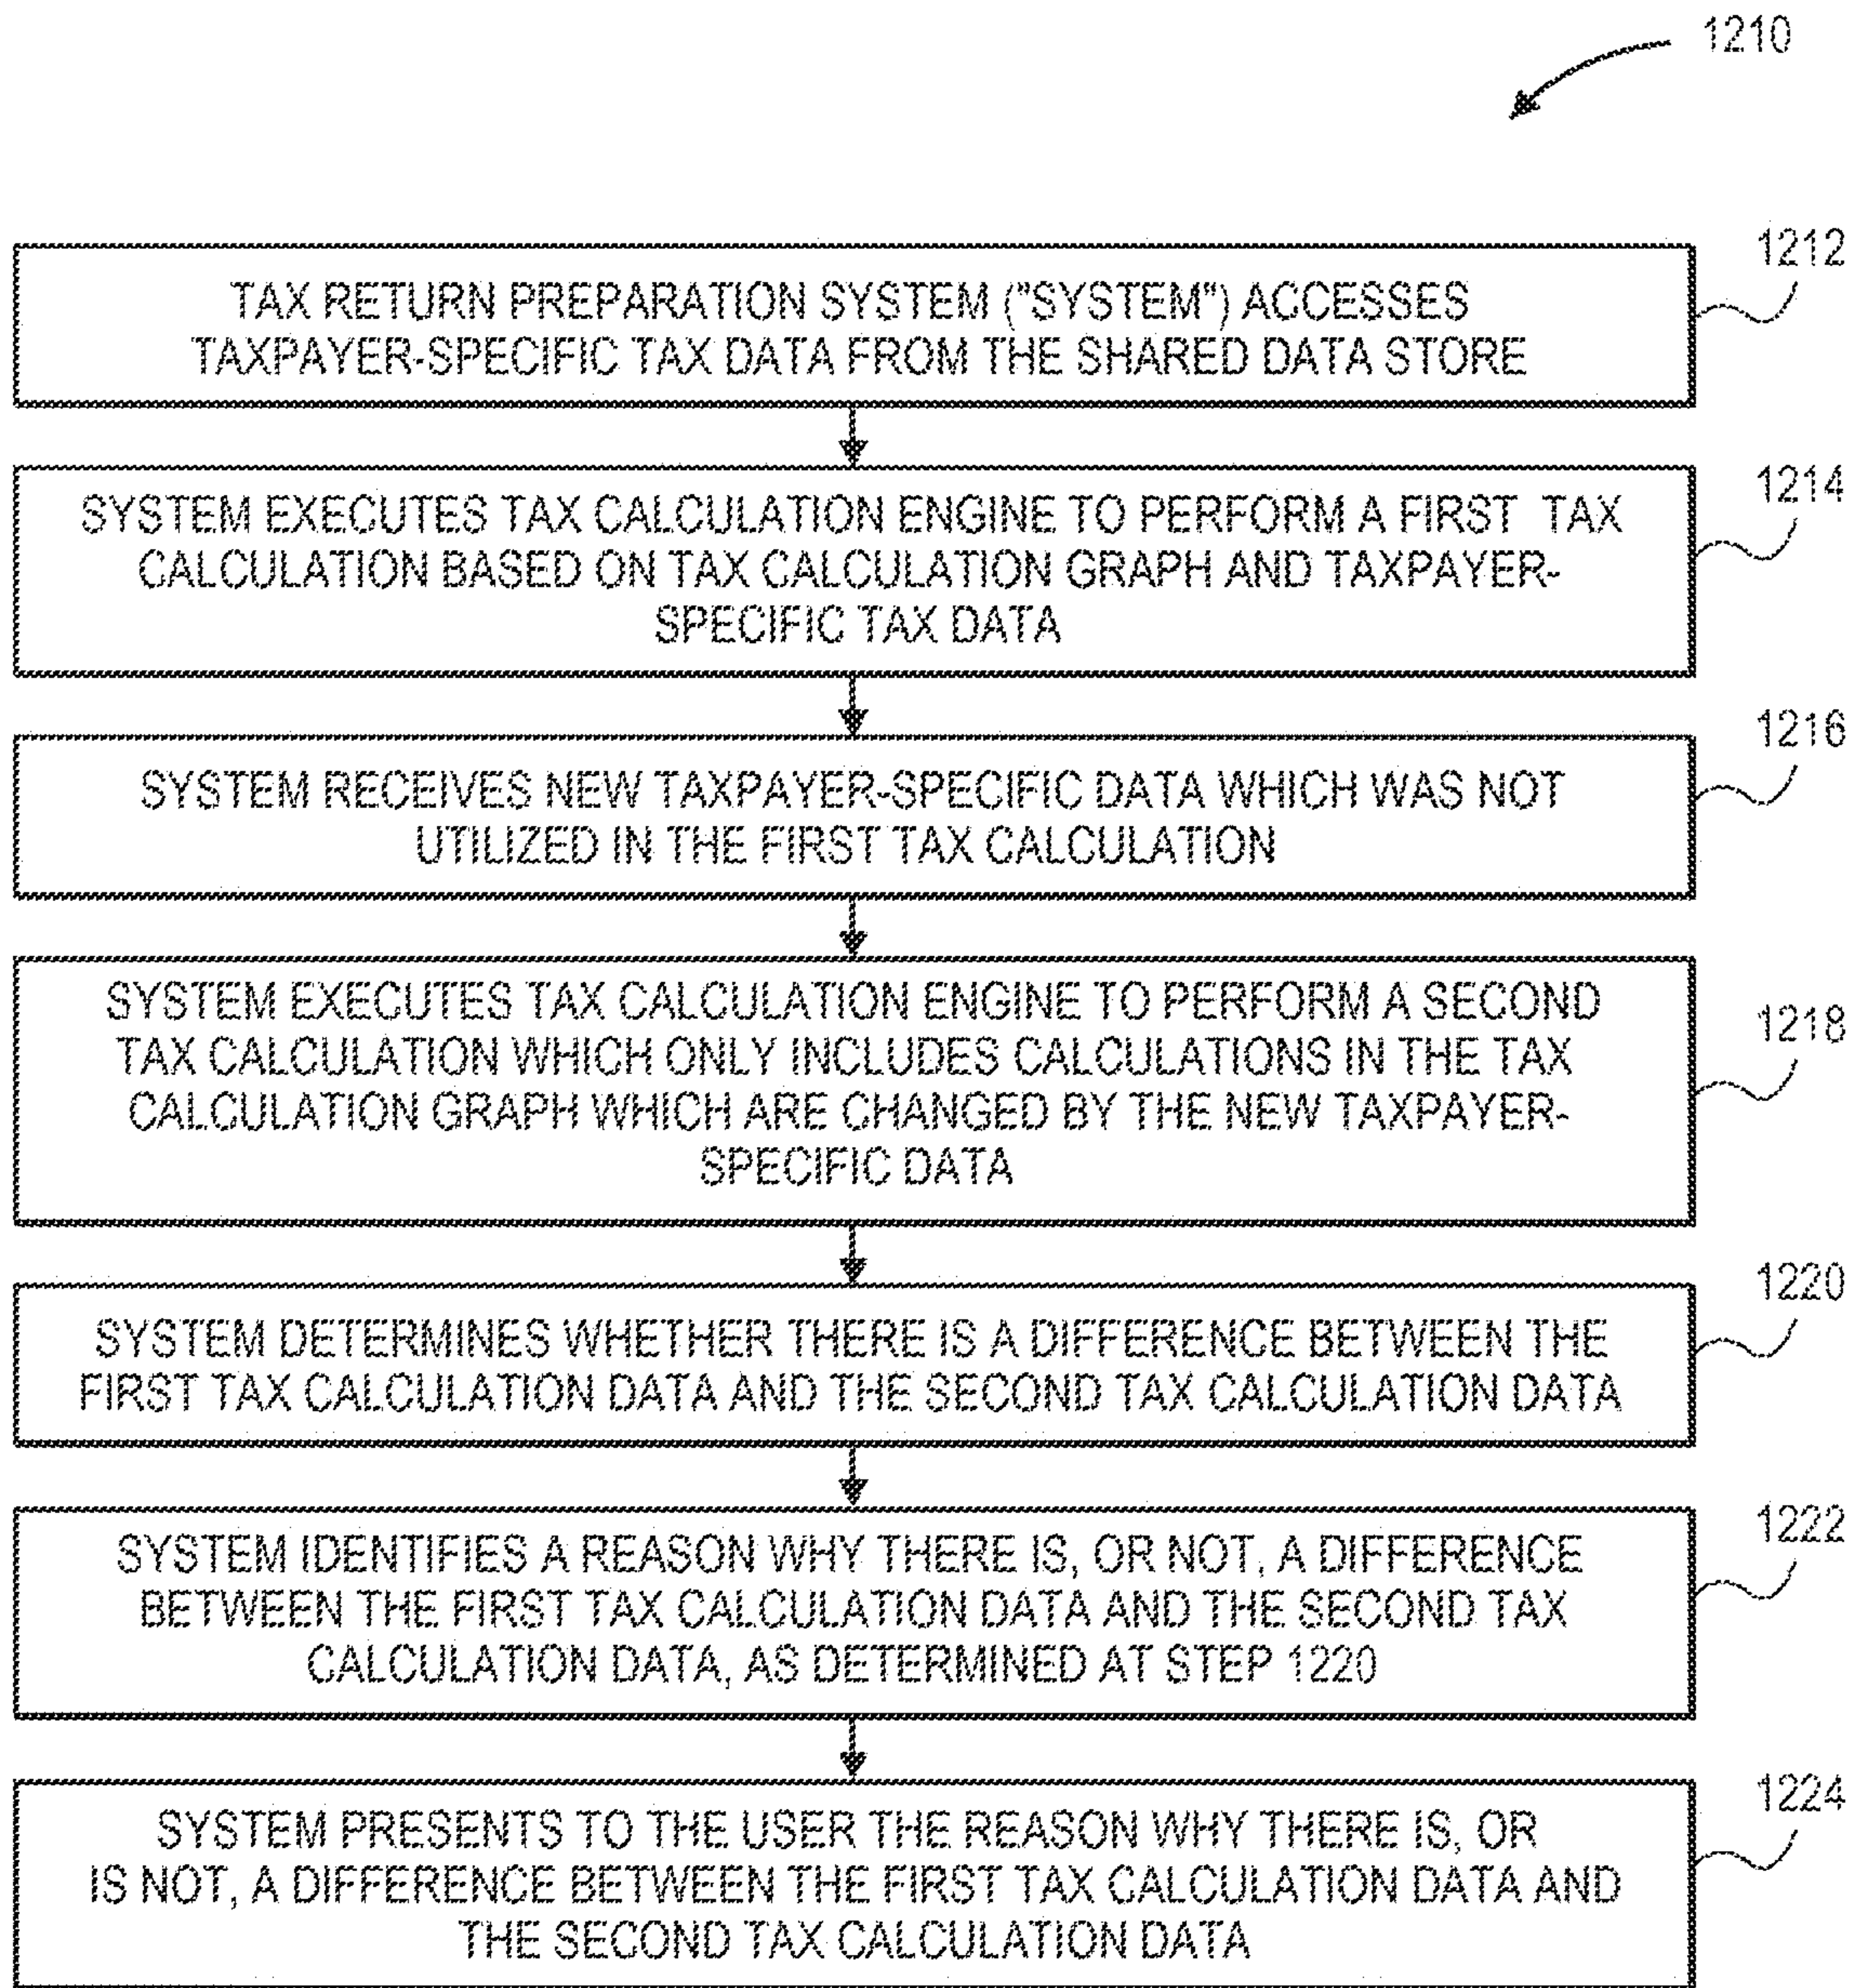 1210
1212
TAX RETURN PREPARATION SYSTEM ("SYSTEM") ACCESSES
TAXPAYER-SPECIFIC TAX DATA FROM THE SHARED DATA STORE
1214
SYSTEM EXECUTES TAX CALCULATION ENGINE TO PERFORM A FIRST TAX
CALCULATION BASED ON TAX CALCULATION GRAPH AND TAXPAYER-
SPECIFIC TAX DATA
1216
SYSTEM RECEIVES NEW TAXPAYER-SPECIFIC DATA WHICH WAS NOT
UTILIZED IN THE FIRST TAX CALCULATION
1218
SYSTEM EXECUTES TAX CALCULATION ENGINE TO PERFORM A SECOND
TAX CALCULATION WHICH ONLY INCLUDES CALCULATIONS IN THE TAX
CALCULATION GRAPH WHICH ARE CHANGED BY THE NEW TAXPAYER-
SPECIFIC DATA
1220
SYSTEM DETERMINES WHETHER THERE IS A DIFFERENCE BETWEEN THE
FIRST TAX CALCULATION DATA AND THE SECOND TAX CALCULATION DATA
1222
SYSTEM IDENTIFIES A REASON WHY THERE IS, OR NOT, A DIFFERENCE
BETWEEN THE FIRST TAX CALCULATION DATA AND THE SECOND TAX
CALCULATION DATA, AS DETERMINED AT STEP 1220
1224
SYSTEM PRESENTS TO THE USER THE REASON WHY THERE IS, OR
IS NOT, A DIFFERENCE BETWEEN THE FIRST TAX CALCULATION DATA AND
THE SECOND TAX CALCULATION DATA